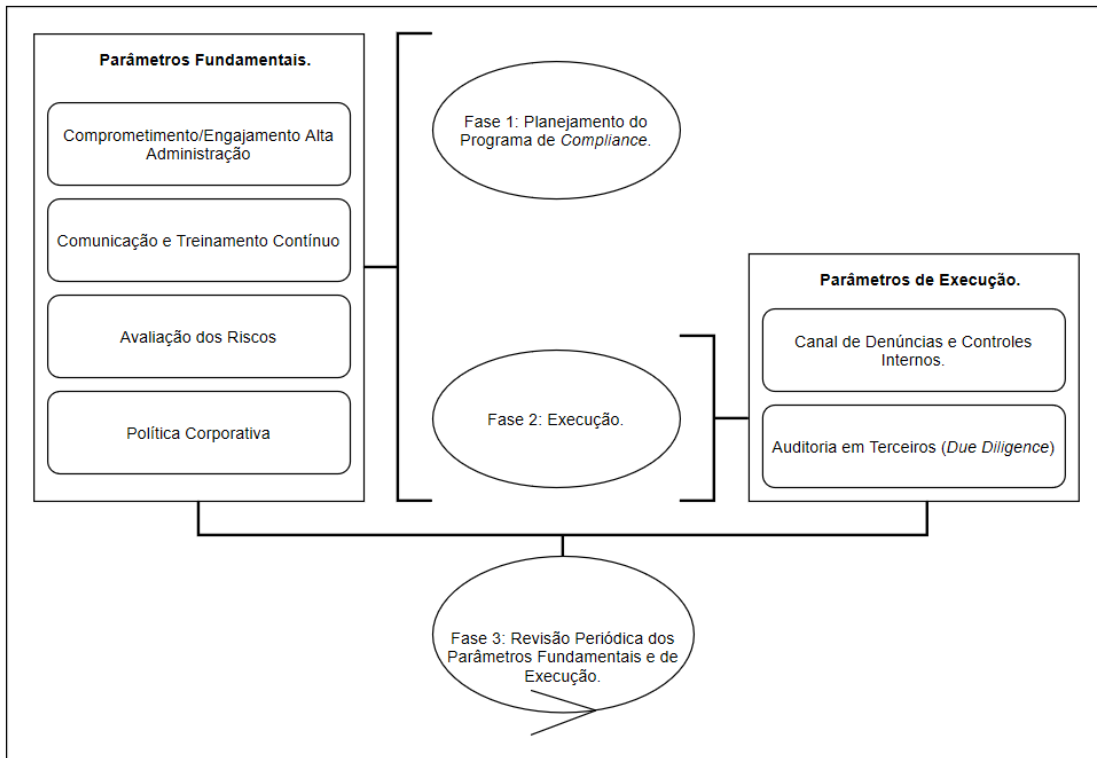 Parâmetros Fundamentais.
Comprometimento/Engajamento Alta
Administração
Comunicação e Treinamento Contínuo
Avaliação dos Riscos
Política Corporativa
Fase 1: Planejamento do
Programa de Compliance.
Fase 2: Execução.
Parâmetros de Execução.
Canal de Denúncias e Controles
Internos.
Auditoria em Terceiros (Due Diligence)
Fase 3: Revisão Periódica dos
Parâmetros Fundamentais e de
Execução.